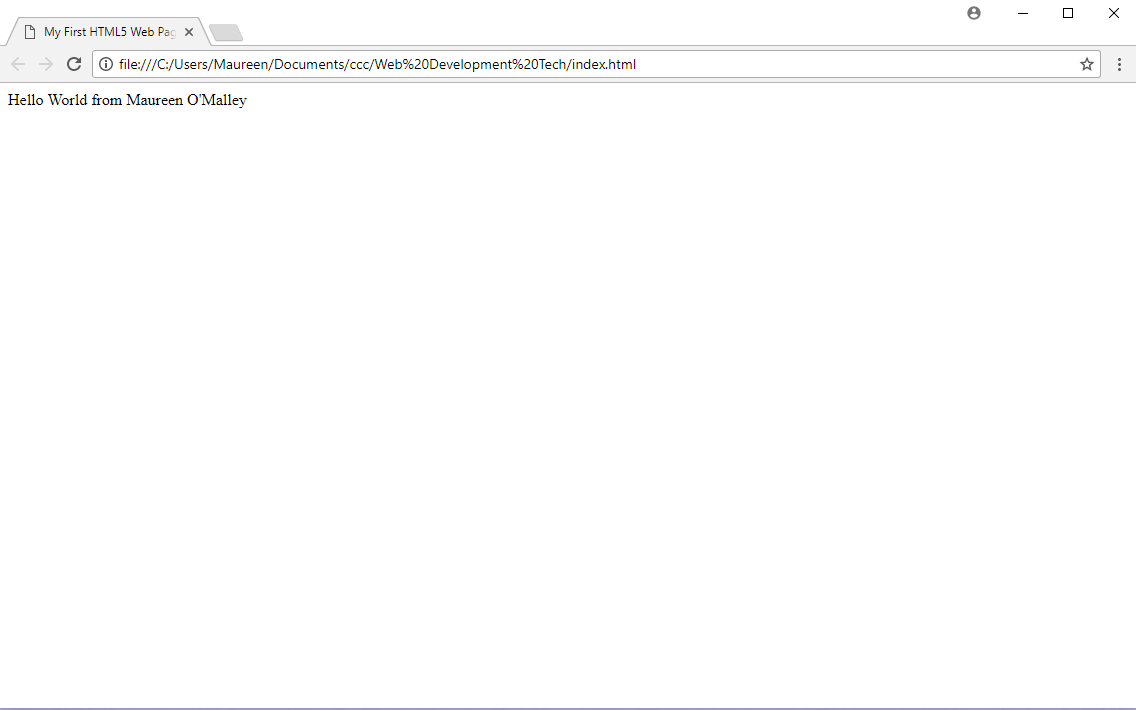 My First HTML5 Web Pag
file:///C:/Users/Maureen/Documents/ccc/Web%20Development%20Tech/index.html
Hello World from Maureen O'Malley